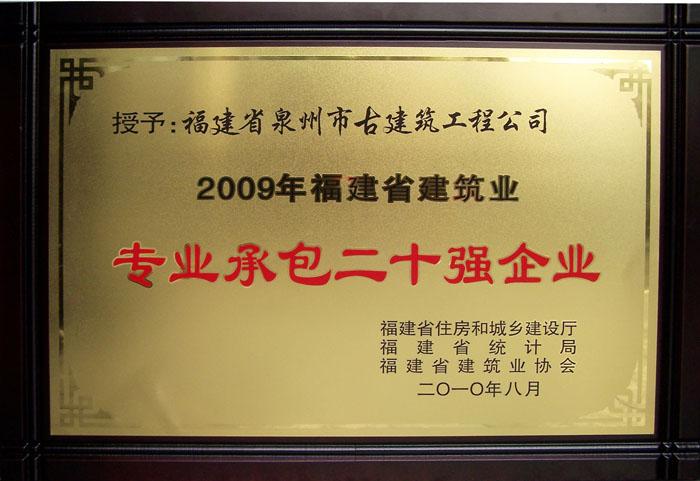 授予:福建省泉州市古建筑工程公司
2009年福建省建筑业
专业承包二十强企业
福建省住房和城乡建设厅
福建省统计局
福建省建筑业协会
二〇一〇年八月